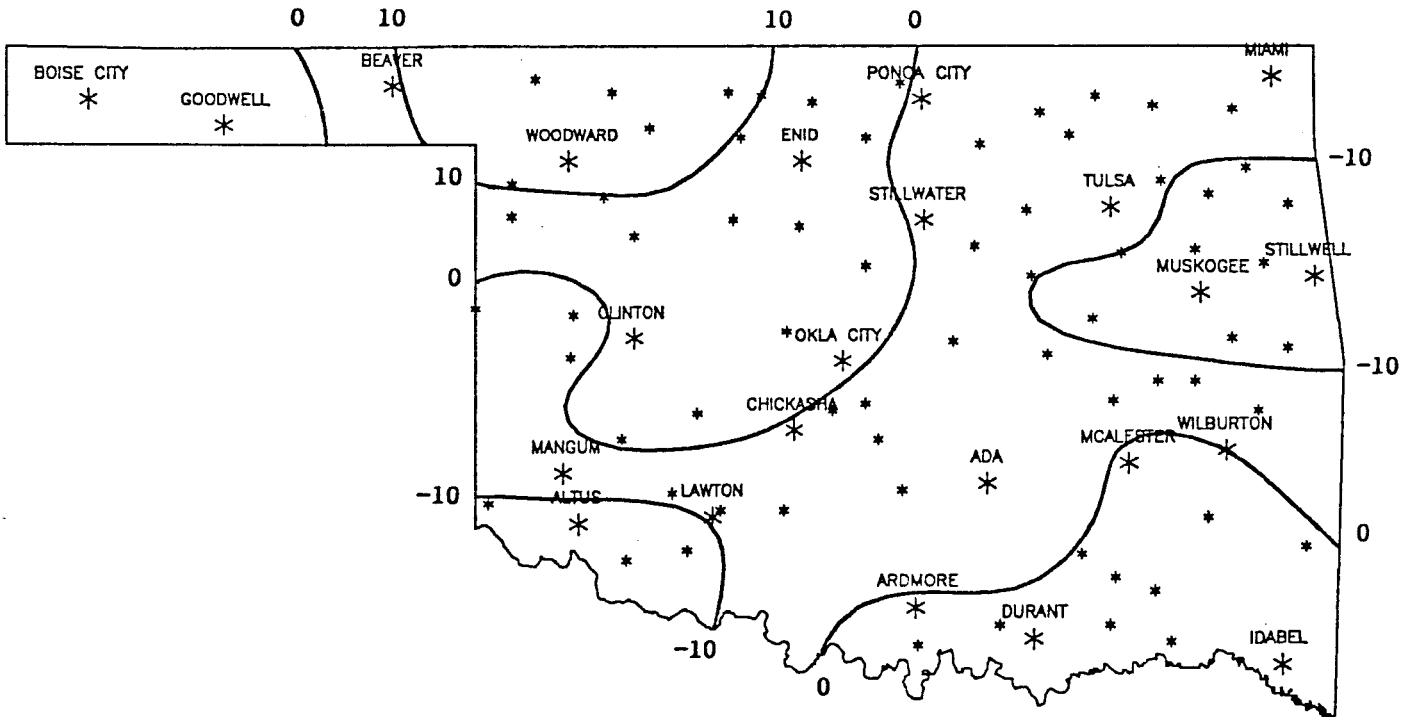 0 10 10 0
MIAMI
BEAVER
BOISE CITY
PONCA CITY
GOODWELL
WOODWARD
ENID
-10
10
TULSA
STILLWATER
STILLWELL
MUSKOGEE
0
CLINTON
OKLA CITY
-10
CHICKASHA
WILBURTON
MCALESTER
MANGUM
ADA
-10
ALTUS
LAWTON
0
ARDMORE
DURANT
IDABEL
-10
0